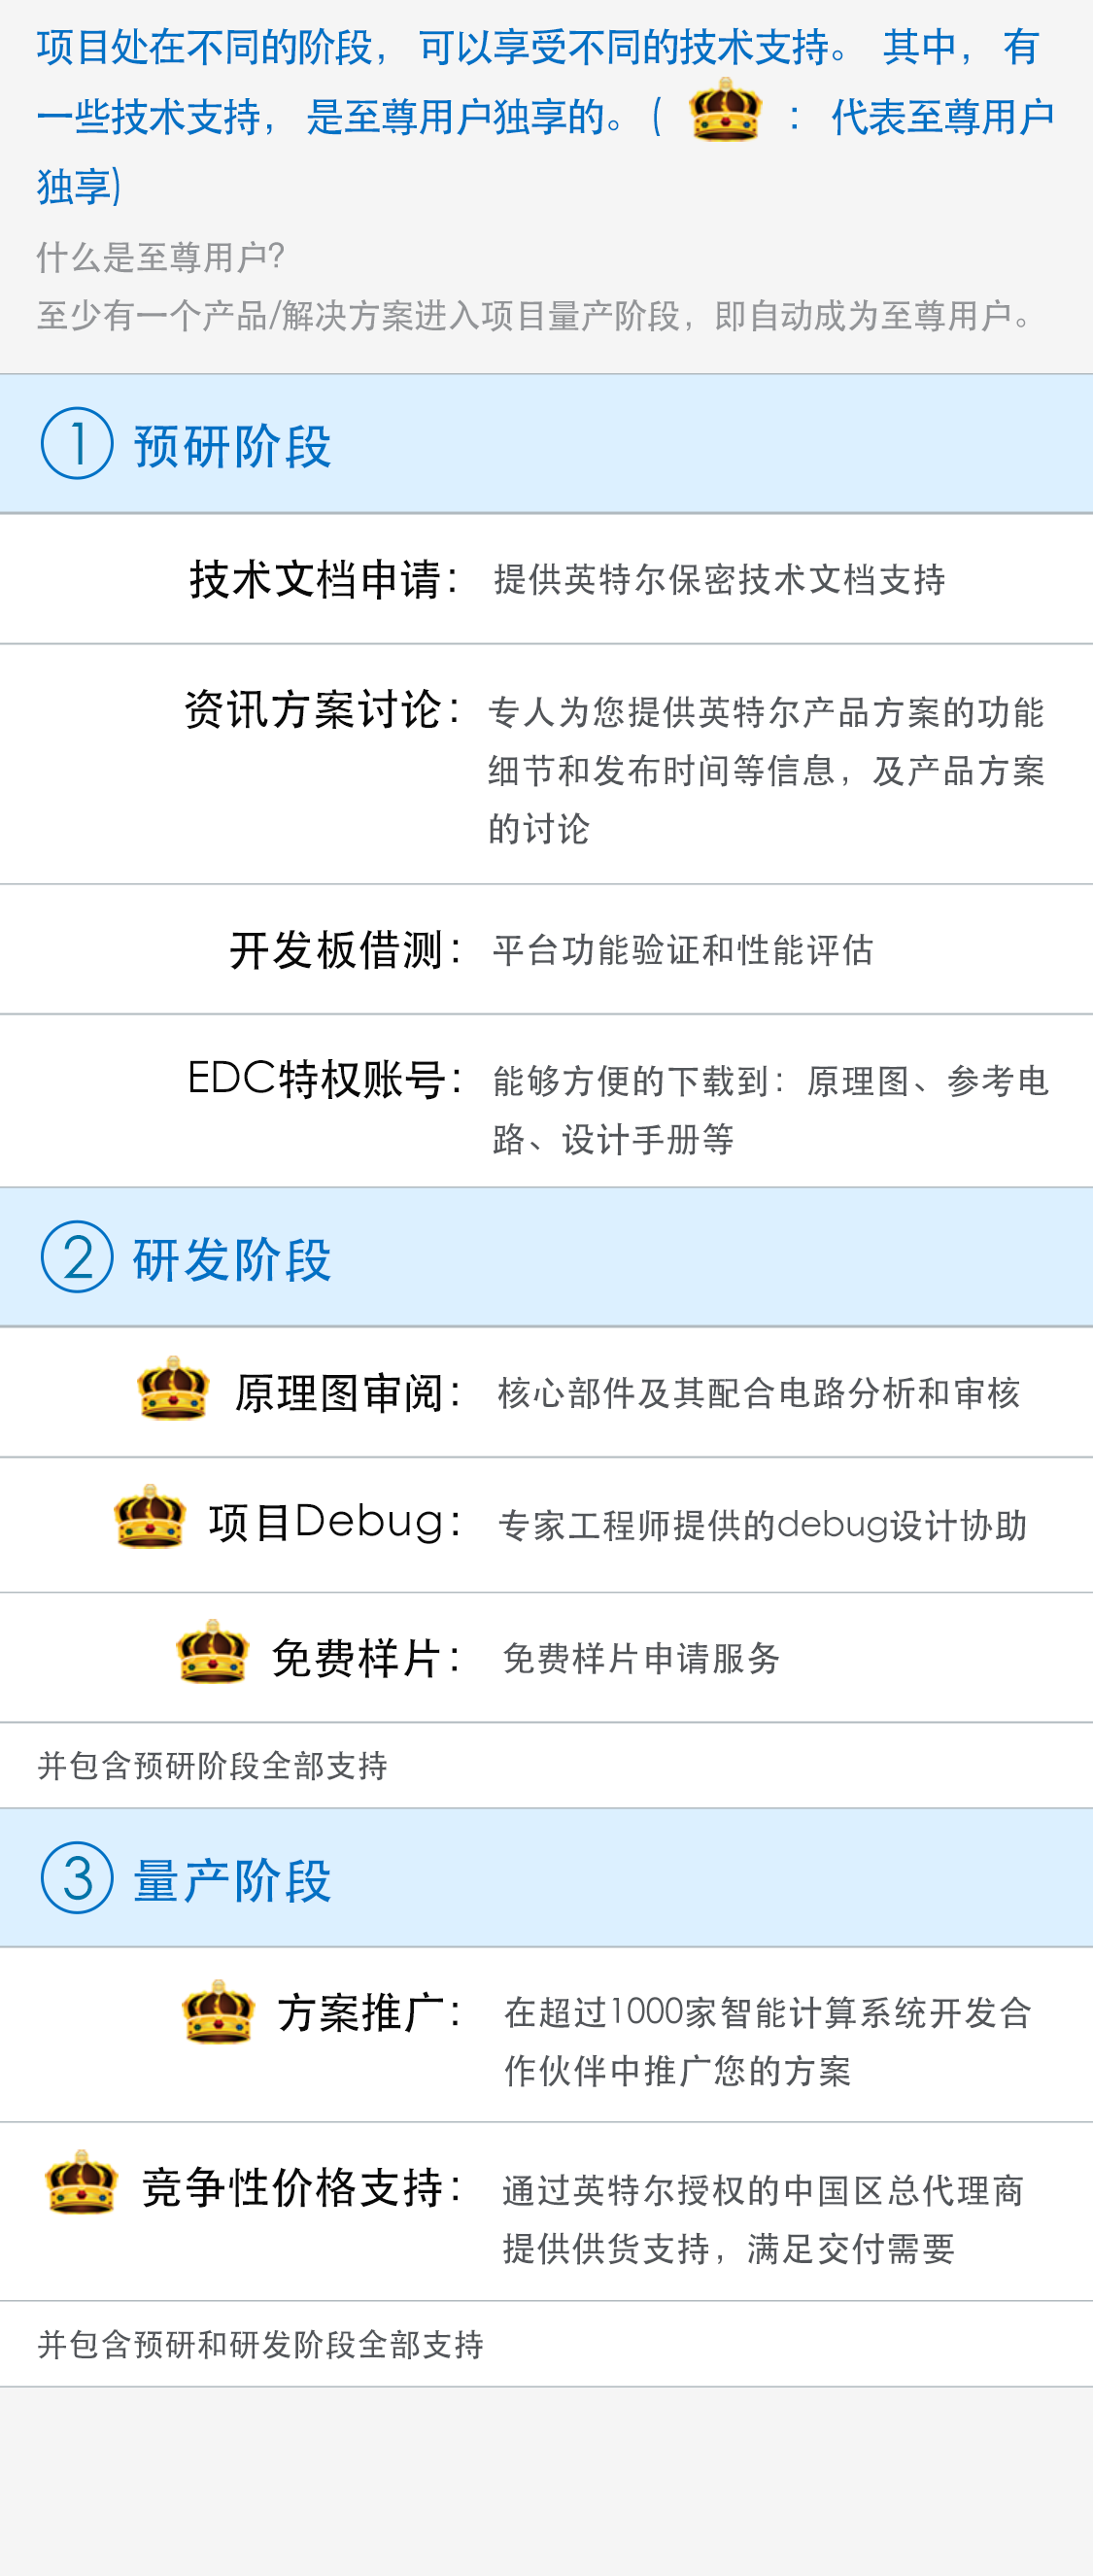 项目处在不同的阶段，可以享受不同的技术支持。其中，有
一些技术支持，是至尊用户独享的。( ：代表至尊用户
独享)
什么是至尊用户?
至少有一个产品/解决方案进入项目量产阶段，即自动成为至尊用户。
① 预研阶段
技术文档申请： 提供英特尔保密技术文档支持
资讯方案讨论： 专人为您提供英特尔产品方案的功能
细节和发布时间等信息，及产品方案
的讨论
开发板借测： 平台功能验证和性能评估
EDC特权账号： 能够方便的下载到：原理图、参考电
路、设计手册等
② 研发阶段
原理图审阅： 核心部件及其配合电路分析和审核
项目Debug： 专家工程师提供的debug设计协助
免费样片： 免费样片申请服务
并包含预研阶段全部支持
③ 量产阶段
方案推广： 在超过1000家智能计算系统开发合
作伙伴中推广您的方案
竞争性价格支持： 通过英特尔授权的中国区总代理商
提供供货支持，满足交付需要
并包含预研和研发阶段全部支持